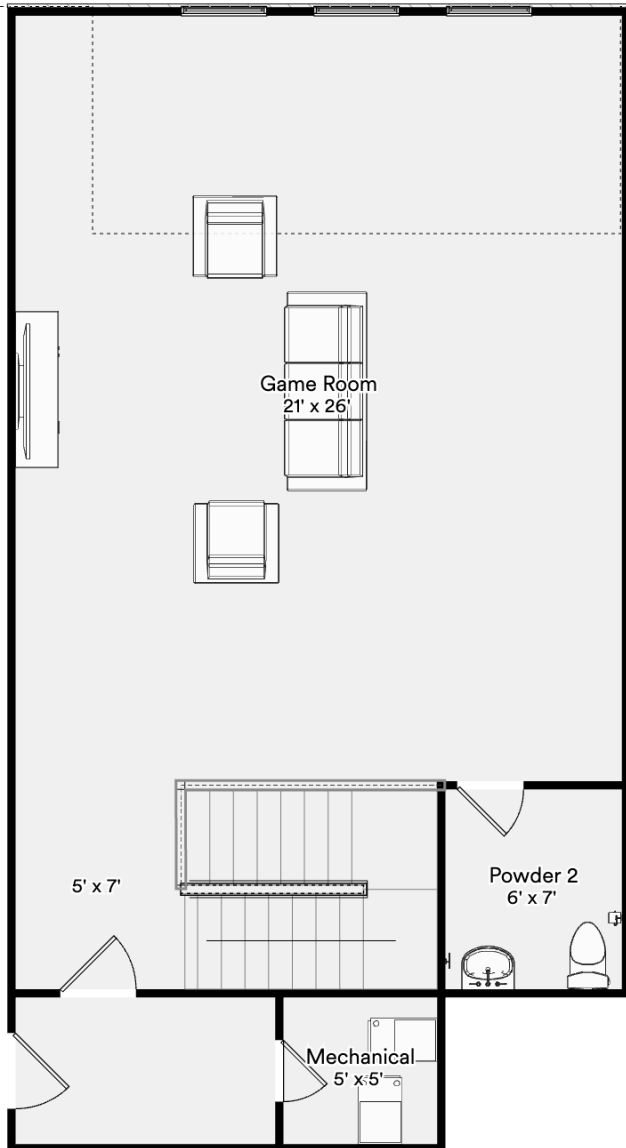 Game Room
21' x 26'
5' x 7'
Powder 2
6' x 7'
Mechanical
5' x 5'